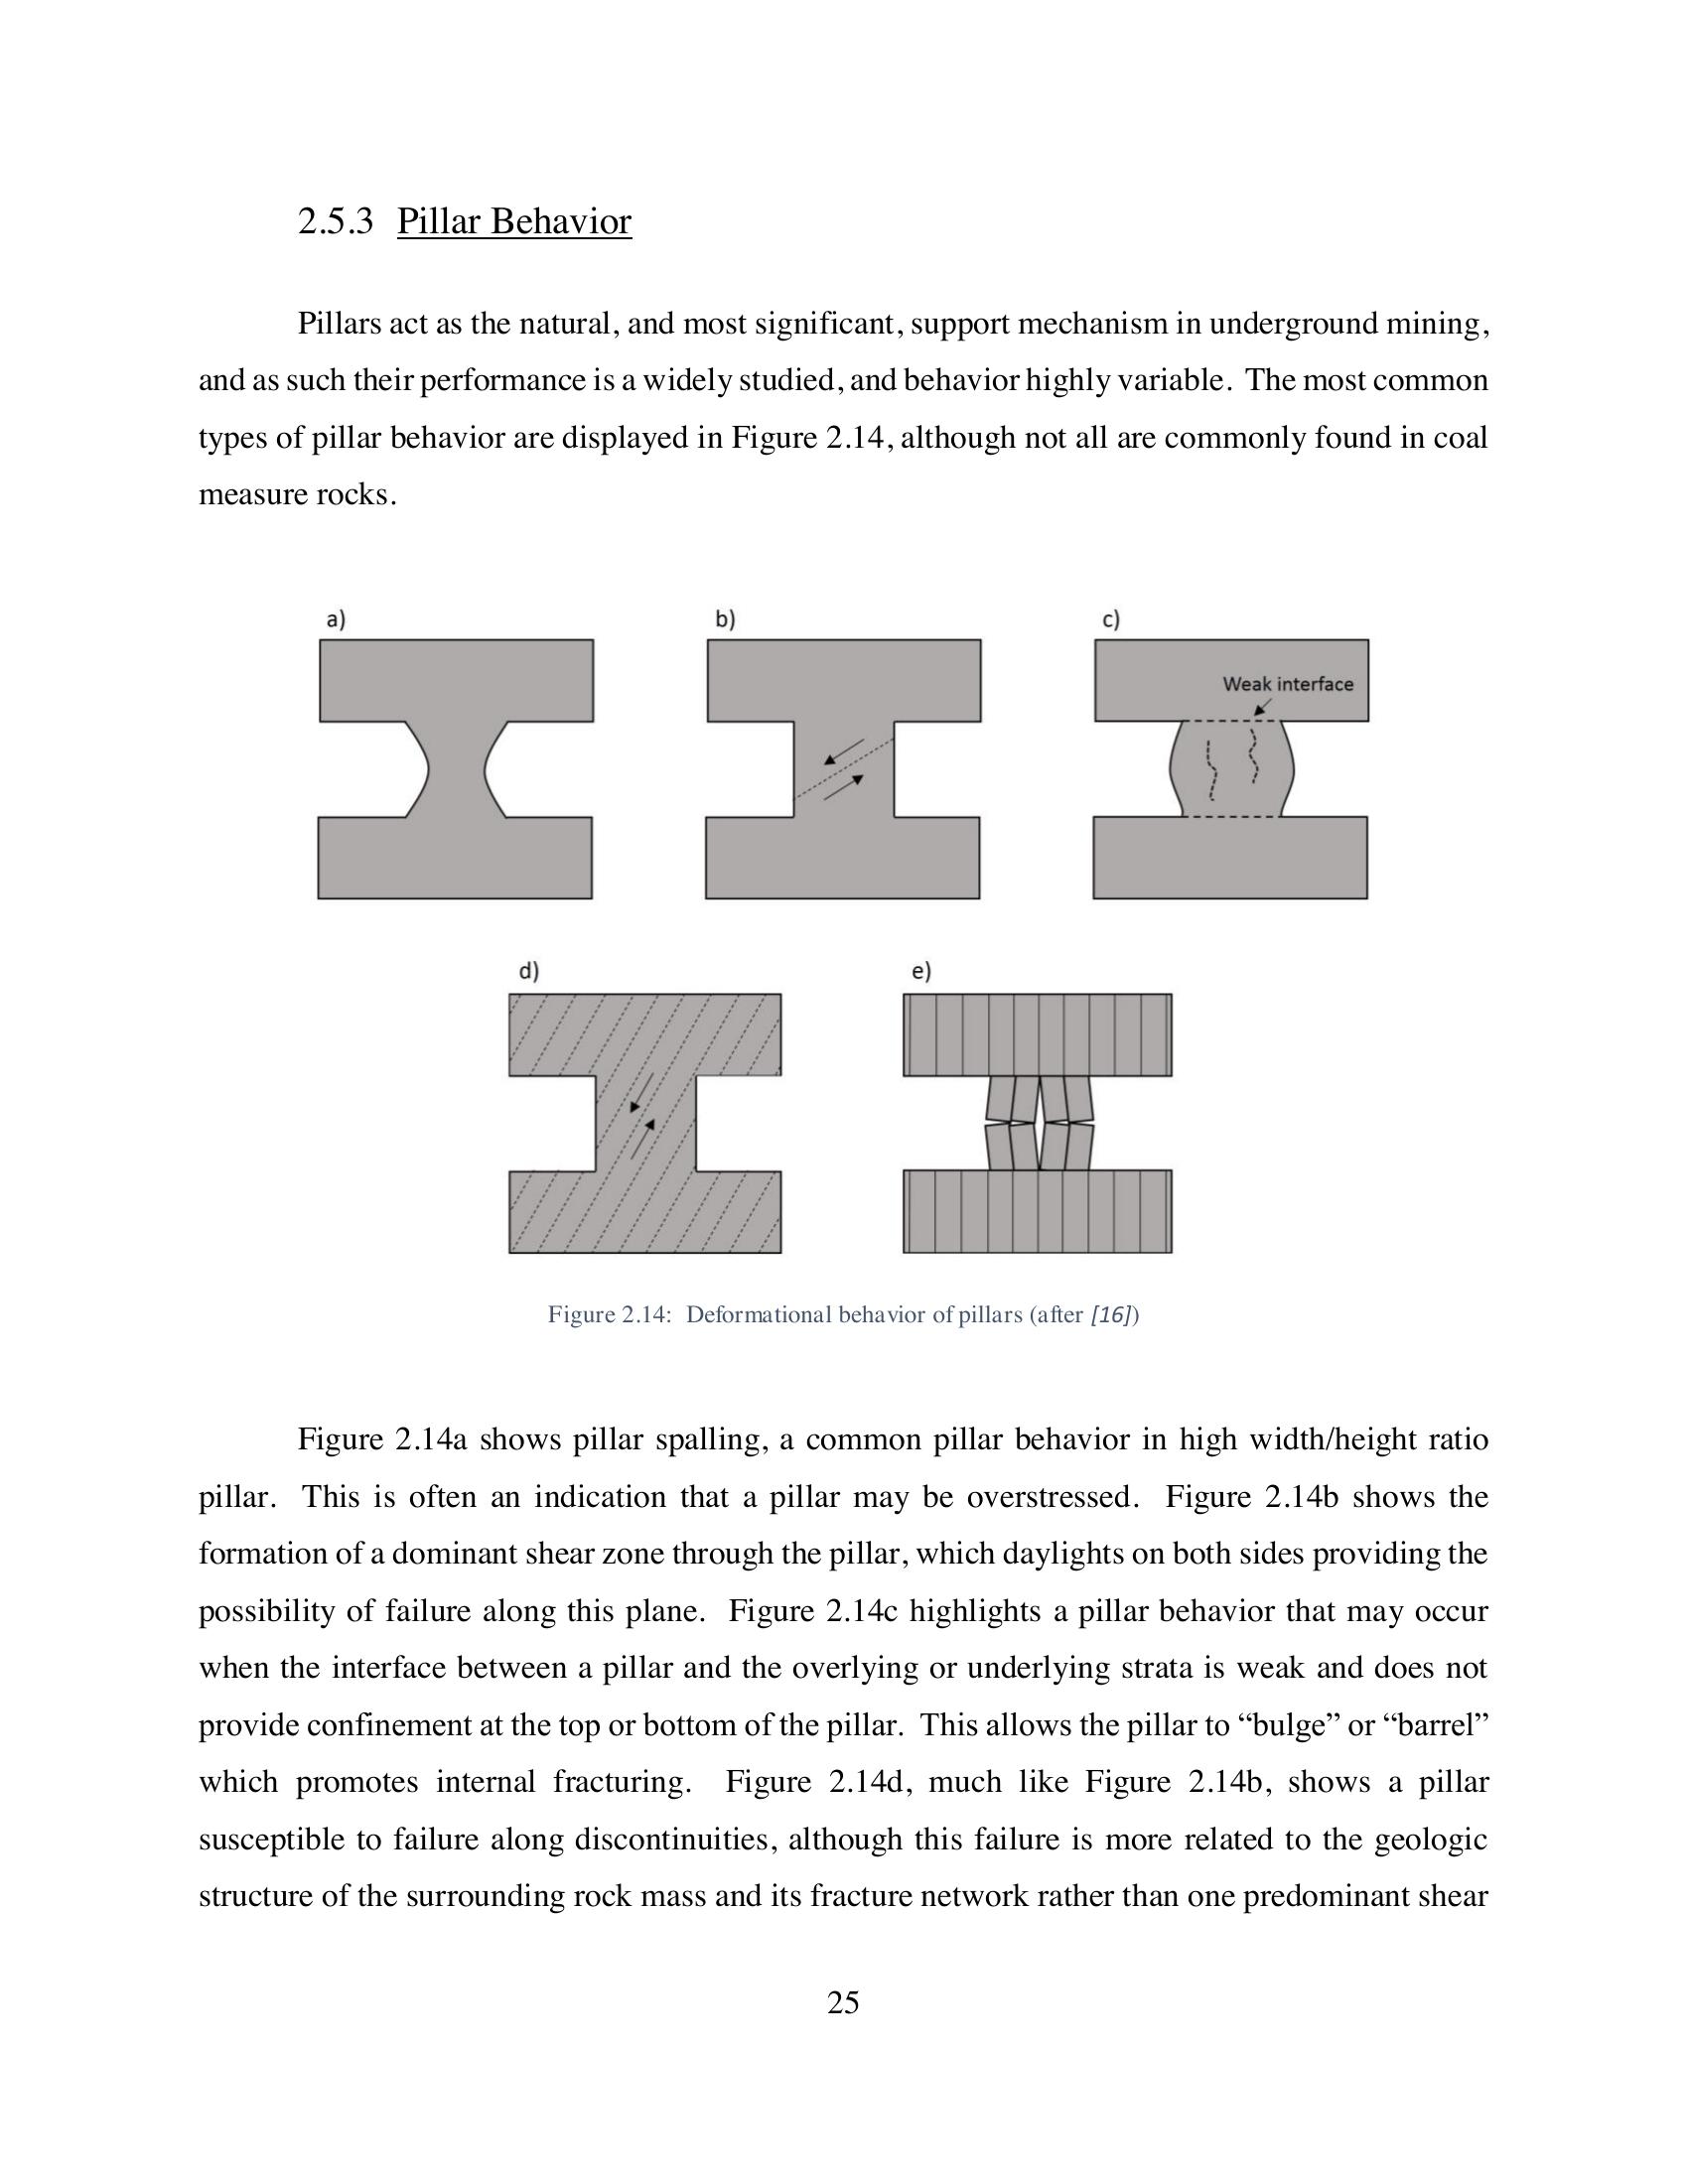 2.5.3 Pillar Behavior
Pillars act as the natural, and most significant, support mechanism in underground mining,
and as such their performance is a widely studied, and behavior highly variable. The most common
types of pillar behavior are displayed in Figure 2.14, although not all are commonly found in coal
measure rocks.
a)
b)
c)
Weak interface
d)
e)
Figure 2.14: Deformational behavior of pillars (after [16])
Figure 2.14a shows pillar spalling, a common pillar behavior in high width/height ratio
pillar. This is often an indication that a pillar may be overstressed. Figure 2.14b shows the
formation of a dominant shear zone through the pillar, which daylights on both sides providing the
possibility of failure along this plane. Figure 2.14c highlights a pillar behavior that may occur
when the interface between a pillar and the overlying or underlying strata is weak and does not
provide confinement at the top or bottom of the pillar. This allows the pillar to “bulge” or “barrel”
which promotes internal fracturing. Figure 2.14d, much like Figure 2.14b, shows a pillar
susceptible to failure along discontinuities, although this failure is more related to the geologic
structure of the surrounding rock mass and its fracture network rather than one predominant shear
25